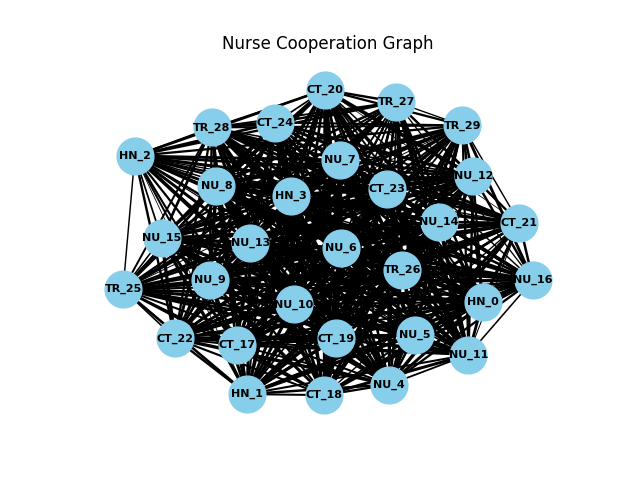 Nurse Cooperation Graph
CT_20
TR_27
CT_24
TR_28
TR_29
HN_2
NU_7
NU_12
NU_8
CT_23
HN_3
NU_14
CT_21
NU_15
NU_13
NU_6
TR_26
NU_9
NU_16
TR_25
HN_0
NU_10
NU_5
CT_22
CT_19
CT_17
NU_11
NU_4
HN_1
CT_18